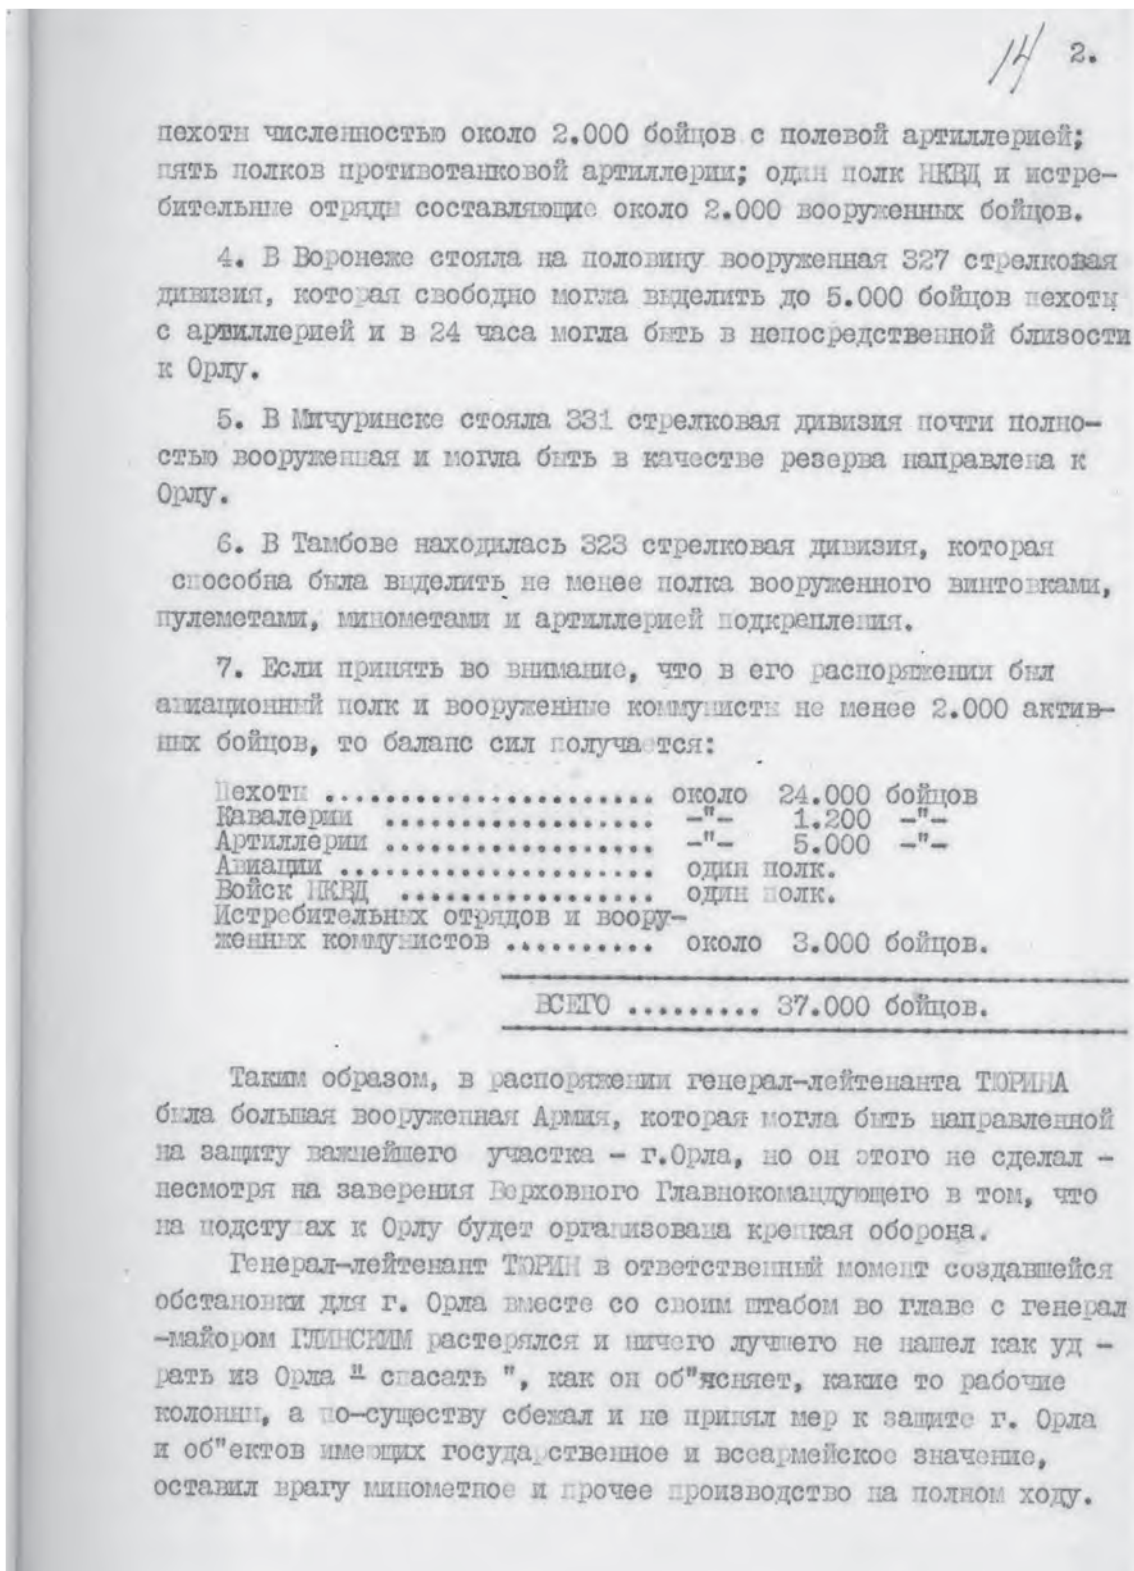 14 2.
пехоты численностью около 2.000 бойцов с полевой артиллерией;
пять полков противотанковой артиллерии; один полк НКВД и истре-
бительные отряды составляющие около 2.000 вооруженных бойцов.
4. В Воронеже стояла на половину вооруженная 327 стрелковая
дивизия, которая свободно могла выделить до 5.000 бойцов пехоты
с артиллерией и в 24 часа могла быть в непосредственной близости
к Орлу.
5. В Мичуринске стояла 331 стрелковая дивизия почти полно-
стью вооруженная и могла быть в качестве резерва направлена к
Орлу.
6. В Тамбове находилась 323 стрелковая дивизия, которая
способна была выделить не менее полка вооруженного винтовками,
пулеметами, минометами и артиллерией подкрепления.
7. Если принять во внимание, что в его распоряжении был
авиационный полк и вооруженные коммунисты не менее 2.000 актив-
ных бойцов, то баланс сил получается:
Пехоты ...................... около 24.000 бойцов
Кавалерии .................. -"- 1.200 -"-
Артиллерии .................. -"- 5.000 -"-
Авиации ..................... один полк.
Войск НКВД ................. один полк.
Истребительных отрядов и воору-
женных коммунистов .......... около 3.000 бойцов.
ВСЕГО ......... 37.000 бойцов.
Таким образом, в распоряжении генерал-лейтенанта ТЮРИНА
была большая вооруженная Армия, которая могла быть направленной
на защиту важнейшего участка - г.Орла, но он этого не сделал -
несмотря на заверения Верховного Главнокомандующего в том, что
на подступах к Орлу будет организована крепкая оборона.
Генерал-лейтенант ТЮРИН в ответственный момент создавшейся
обстановки для г. Орла вместе со своим штабом во главе с генерал
-майором ГЛИНСКИМ растерялся и ничего лучшего не нашел как уд -
рать из Орла " спасать ", как он об"ясняет, какие то рабочие
колонны, а по-существу сбежал и не принял мер к защите г. Орла
и об"ектов имеющих государственное и всеармейское значение,
оставил врагу минометное и прочее производство на полном ходу.